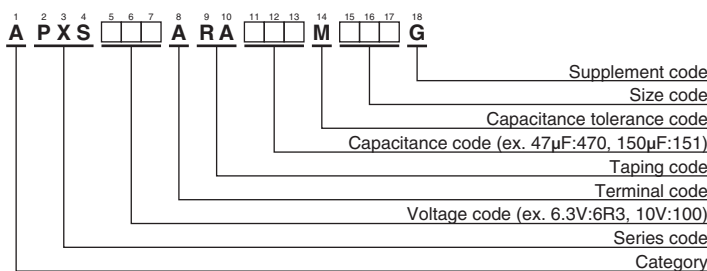 1 2 3 4 5 6 7 8 9 10 11 12 13 14 15 16 17 18
A PXS A RA M G
Supplement code
Size code
Capacitance tolerance code
Capacitance code (ex. 47µF:470, 150µF:151)
Taping code
Terminal code
Voltage code (ex. 6.3V:6R3, 10V:100)
Series code
Category